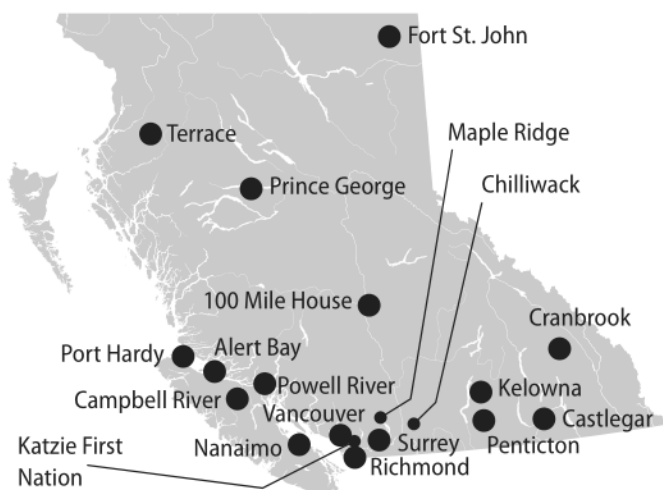 Fort St. John
Terrace
Maple Ridge
Prince George
Chilliwack
100 Mile House
Cranbrook
Port Hardy
Alert Bay
Powell River
Kelowna
Campbell River
Vancouver
Castlegar
Katzie First
Nation
Nanaimo
Surrey
Penticton
Richmond